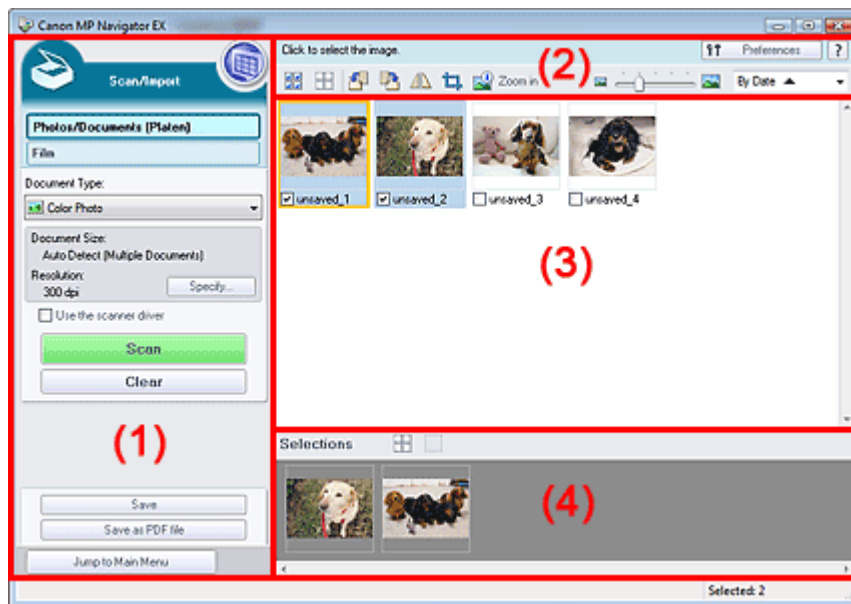 Canon MP Navigator EX
Scan/Import
Photos/Documents (Platen)
Film
Document Type:
Color Photo
Document Size:
Auto Detect (Multiple Documents)
Resolution:
300 dpi
Specify...
Use the scanner driver
Scan
Clear
(1)
Save
Save as PDF file
Jump to Main Menu
Click to select the image.
Preferences
?
Zoom in
(2)
By Date
unsaved_1
unsaved_2
unsaved_3
unsaved_4
(3)
Selections
(4)
Selected: 2